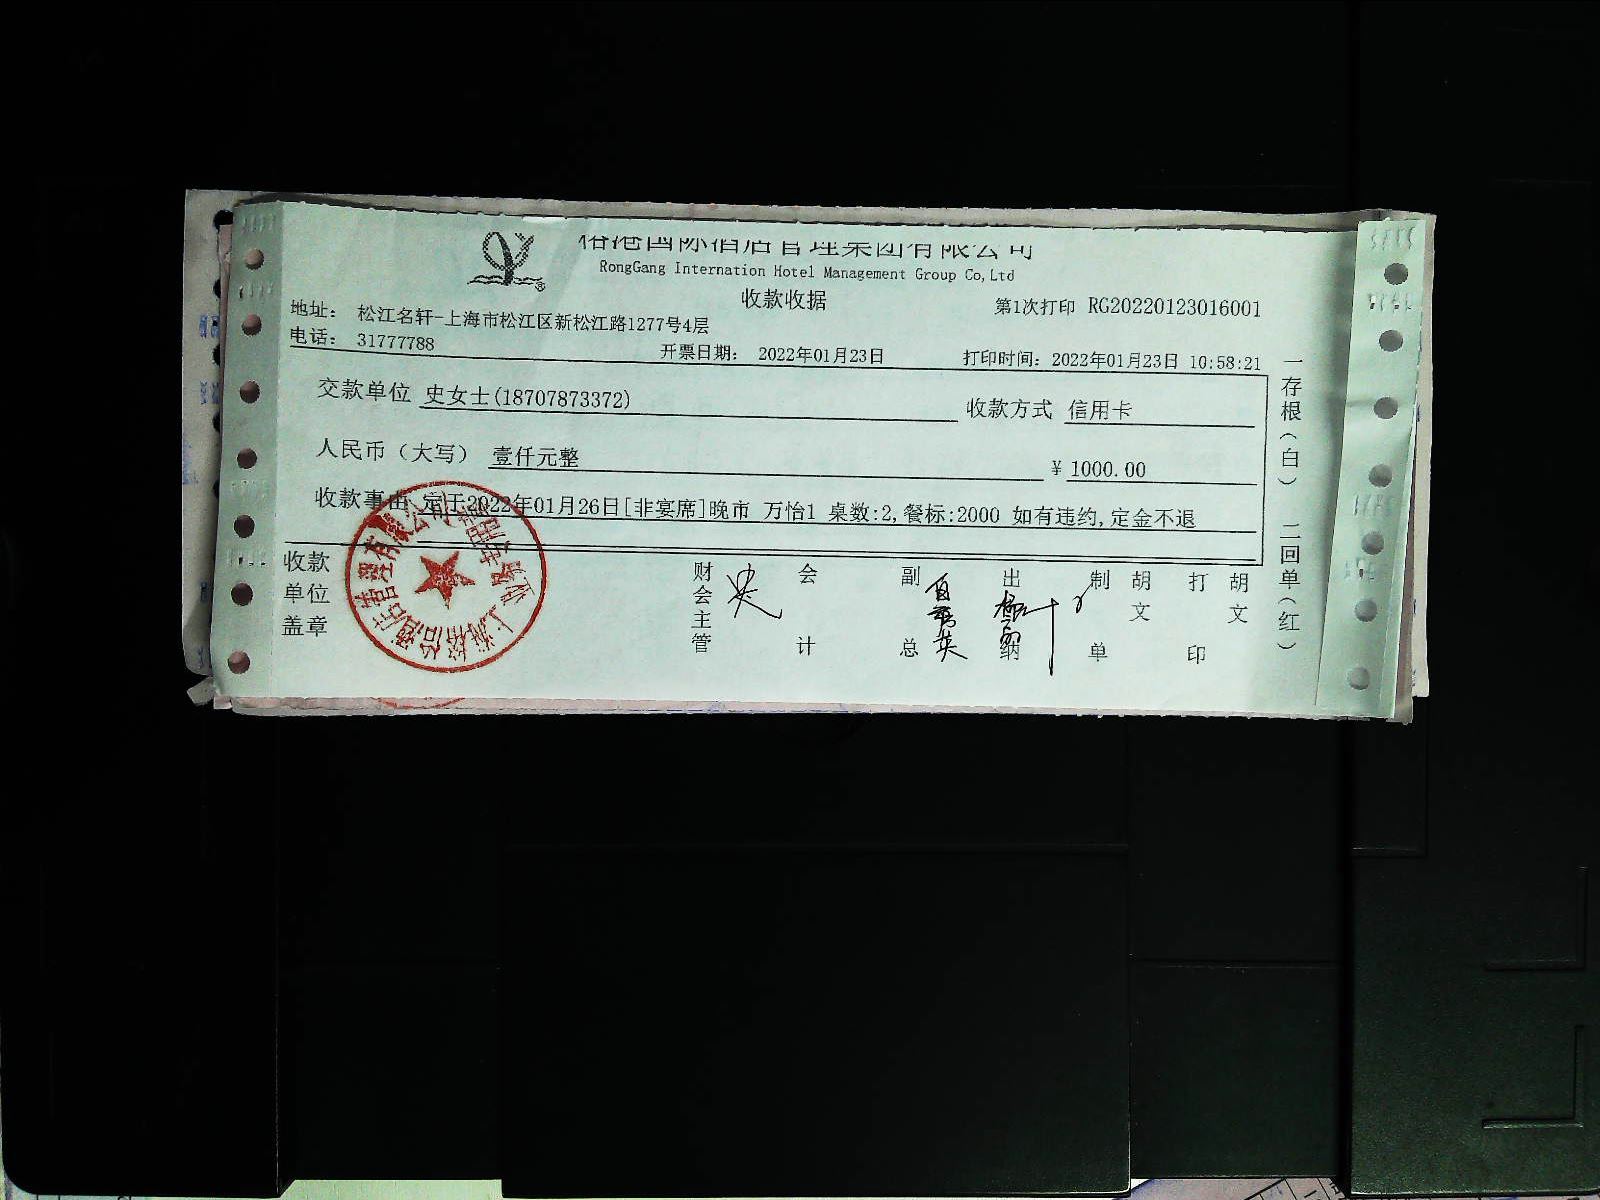 榕港国际酒店管理集团有限公司
RongGang Internation Hotel Management Group Co,Ltd
收款收据
第1次打印 RG20220123016001
地址: 松江名轩-上海市松江区新松江路1277号4层
电话: 31777788
开票日期: 2022年01月23日
打印时间: 2022年01月23日 10:58:21
交款单位 史女士(18707873372)
收款方式 信用卡
人民币（大写） 壹仟元整
¥ 1000.00
收款事由 定于2022年01月26日[非宴席]晚市 万怡1 桌数:2,餐标:2000 如有违约,定金不退
收款单位盖章
财会主管
会计
副总
出纳
制单 胡文
打印 胡文
一存根（白） 二回单（红）